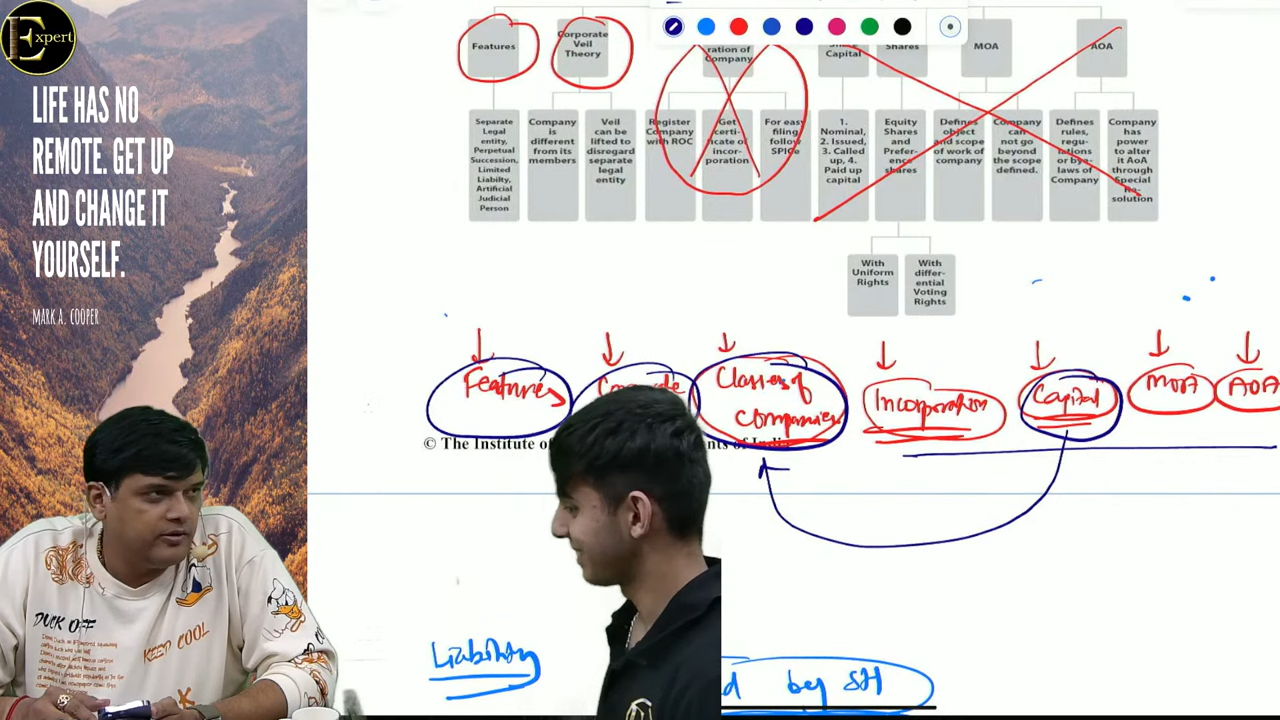 Expert
LIFE HAS NO
REMOTE. GET UP
AND CHANGE IT
YOURSELF.
MARK A. COOPER
Features
Corporate
Veil
Theory
ration of
Company
Capital
Shares
MOA
AOA
Separate
Legal
entity,
Perpetual
Succession,
Limited
Liabilty,
Artificial
Judicial
Person
Company
is
different
from its
members
Veil
can be
lifted to
disregard
separate
legal
entity
Register
Company
with ROC
Get
certi-
ficate of
incor-
poration
For easy
filing
follow
SPICe
1.
Nominal,
2. Issued,
3. Called
up, 4.
Paid up
capital
Equity
Shares
and
Prefer-
ence
shares
Defines
object
and scope
of work of
company
Company
can
not go
beyond
the scope
defined.
Defines
rules,
regu-
lations
or bye-
laws of
Company
Company
has
power
to alter
it AoA
through
Special
Re-
solution
With
Uniform
Rights
With
differ-
ential
Voting
Rights
Features
Classes of
Companies
Incorporation
Capital
MOA
AOA
© The Institute of
DUCK OFF
KEEP COOL
Liability
by SH